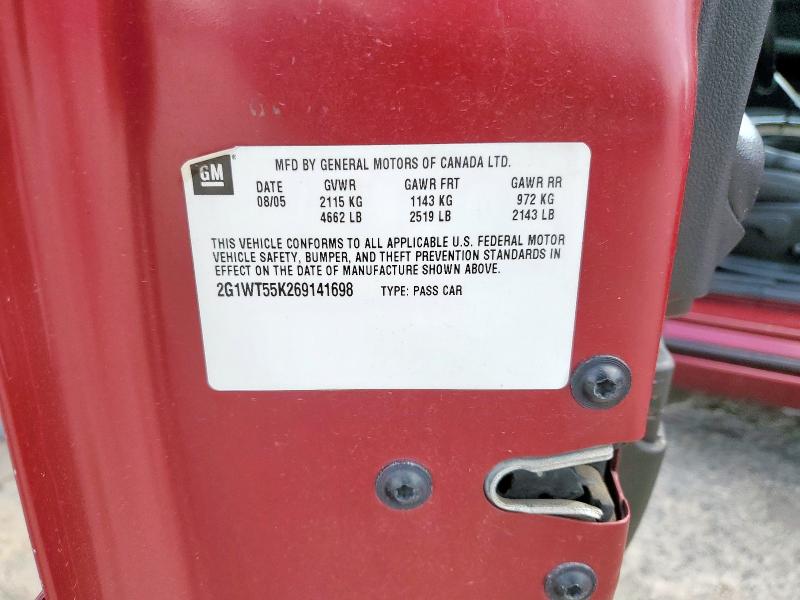 GM
MFD BY GENERAL MOTORS OF CANADA LTD.
DATE GVWR GAWR FRT GAWR RR
08/05 2115 KG 1143 KG 972 KG
4662 LB 2519 LB 2143 LB
THIS VEHICLE CONFORMS TO ALL APPLICABLE U.S. FEDERAL MOTOR
VEHICLE SAFETY, BUMPER, AND THEFT PREVENTION STANDARDS IN
EFFECT ON THE DATE OF MANUFACTURE SHOWN ABOVE.
2G1WT55K269141698 TYPE: PASS CAR